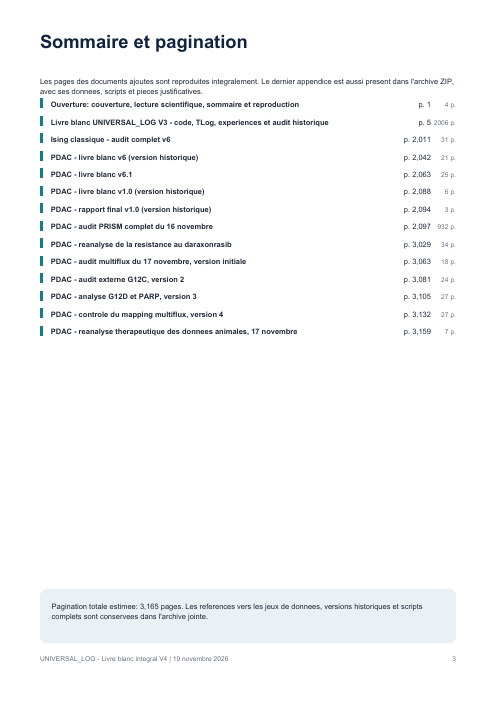 Sommaire et pagination
Les pages des documents ajoutes sont reproduites integralement. Le dernier appendice est aussi present dans l'archive ZIP,
avec ses donnees, scripts et pieces justificatives.
Ouverture: couverture, lecture scientifique, sommaire et reproduction p. 1 4 p.
Livre blanc UNIVERSAL_LOG V3 - code, TLog, experiences et audit historique p. 5 2006 p.
Ising classique - audit complet v6 p. 2,011 31 p.
PDAC - livre blanc v6 (version historique) p. 2,042 21 p.
PDAC - livre blanc v6.1 p. 2,063 25 p.
PDAC - livre blanc v1.0 (version historique) p. 2,088 6 p.
PDAC - rapport final v1.0 (version historique) p. 2,094 3 p.
PDAC - audit PRISM complet du 16 novembre p. 2,097 932 p.
PDAC - reanalyse de la resistance au daraxonrasib p. 3,029 34 p.
PDAC - audit multiflux du 17 novembre, version initiale p. 3,063 18 p.
PDAC - audit externe G12C, version 2 p. 3,081 24 p.
PDAC - analyse G12D et PARP, version 3 p. 3,105 27 p.
PDAC - controle du mapping multiflux, version 4 p. 3,132 27 p.
PDAC - reanalyse therapeutique des donnees animales, 17 novembre p. 3,159 7 p.
Pagination totale estimee: 3,165 pages. Les references vers les jeux de donnees, versions historiques et scripts
complets sont conservees dans l'archive jointe.
UNIVERSAL_LOG - Livre blanc integral V4 | 19 novembre 2026 3